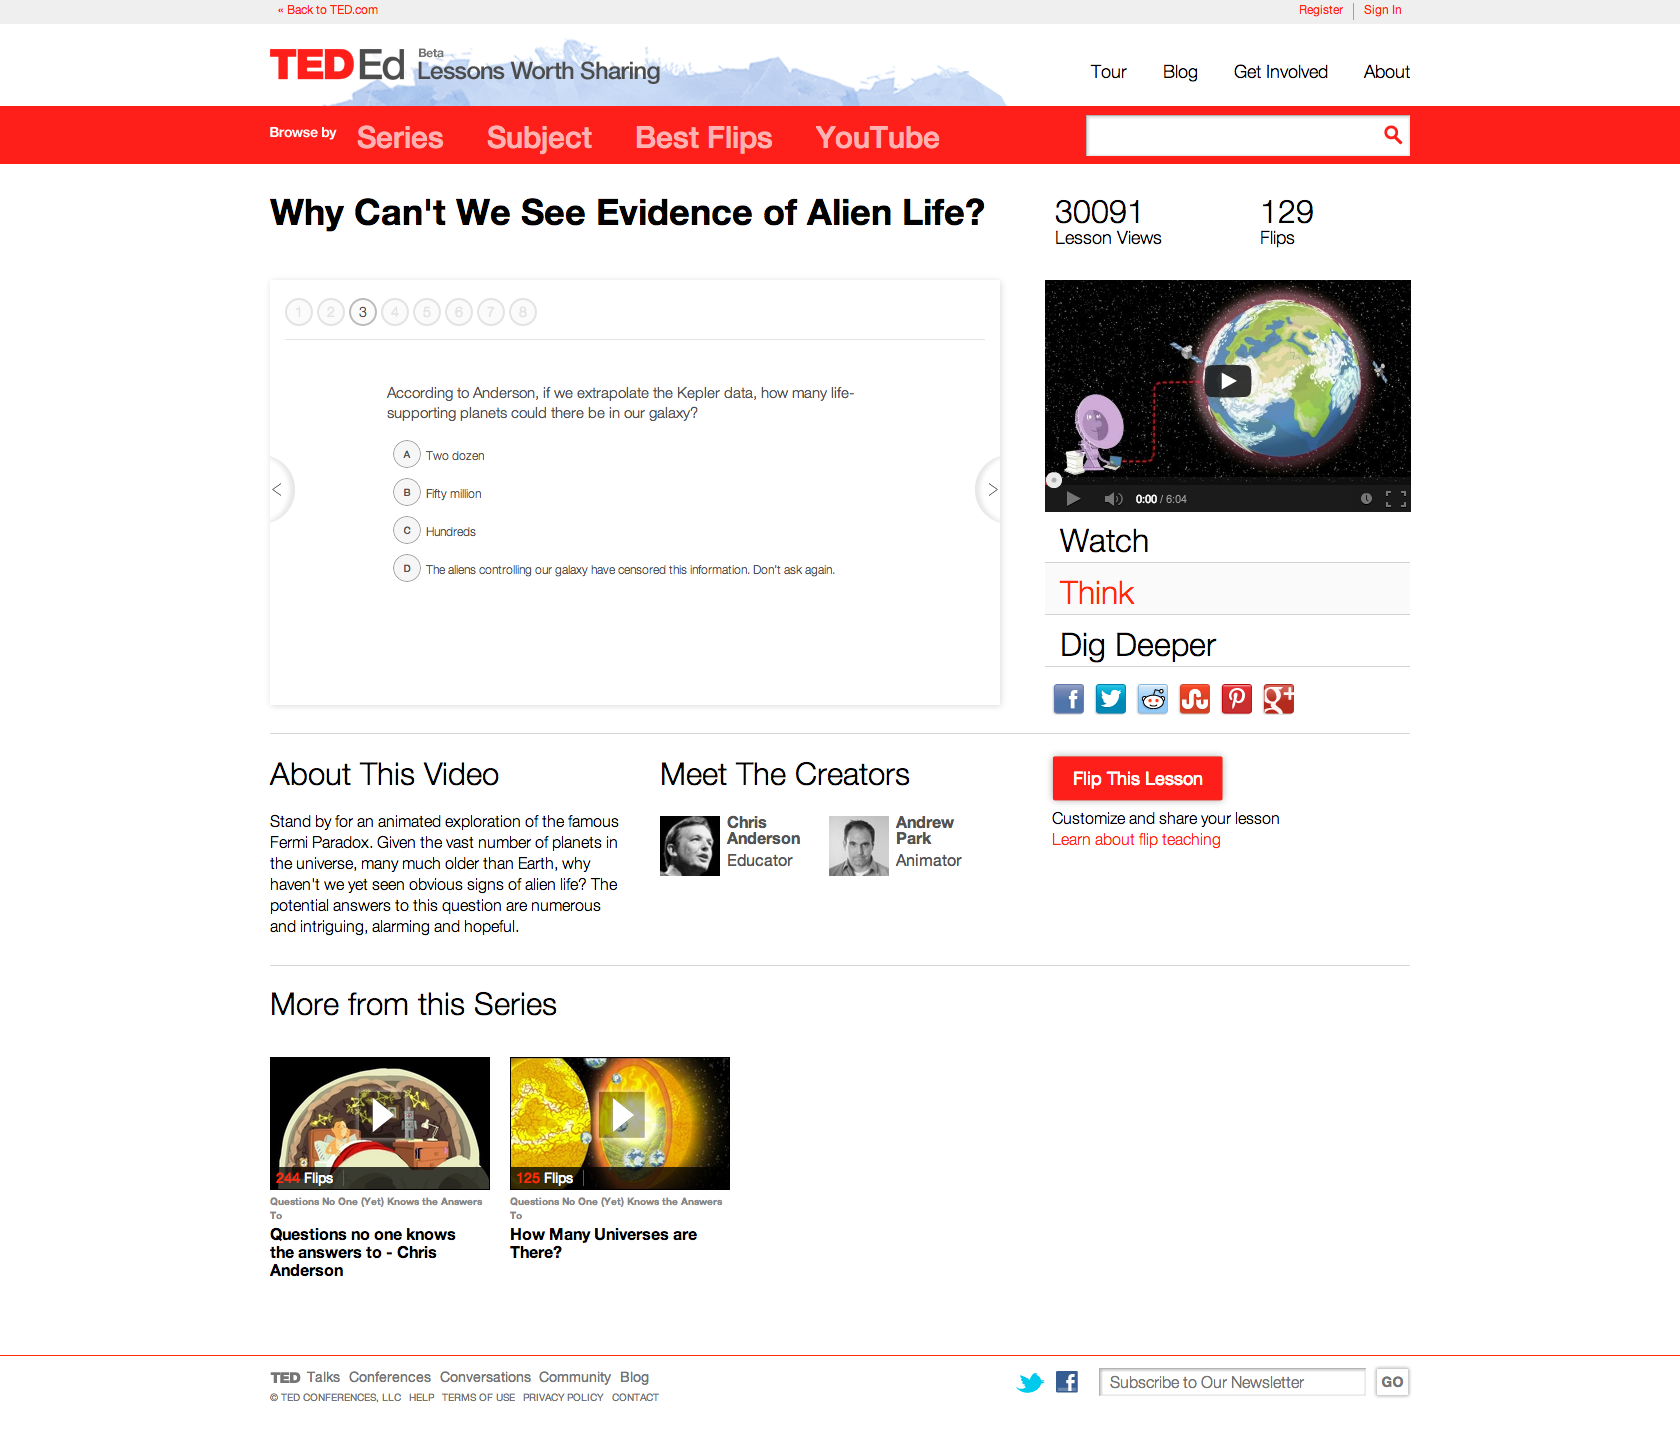 « Back to TED.com
Register
Sign In
TEDEd
Beta
Lessons Worth Sharing
Tour
Blog
Get Involved
About
Browse by
Series
Subject
Best Flips
YouTube
Why Can't We See Evidence of Alien Life?
30091
Lesson Views
129
Flips
1 2 3 4 5 6 7 8
According to Anderson, if we extrapolate the Kepler data, how many life-
supporting planets could there be in our galaxy?
A Two dozen
B Fifty million
C Hundreds
D The aliens controlling our galaxy have censored this information. Don't ask again.
<
>
0:00 / 6:04
Watch
Think
Dig Deeper
About This Video
Stand by for an animated exploration of the famous
Fermi Paradox. Given the vast number of planets in
the universe, many much older than Earth, why
haven't we yet seen obvious signs of alien life? The
potential answers to this question are numerous
and intriguing, alarming and hopeful.
Meet The Creators
Chris
Anderson
Educator
Andrew
Park
Animator
Flip This Lesson
Customize and share your lesson
Learn about flip teaching
More from this Series
244 Flips
Questions No One (Yet) Knows the Answers
To
Questions no one knows
the answers to - Chris
Anderson
125 Flips
Questions No One (Yet) Knows the Answers
To
How Many Universes are
There?
TED Talks Conferences Conversations Community Blog
© TED CONFERENCES, LLC HELP TERMS OF USE PRIVACY POLICY CONTACT
Subscribe to Our Newsletter
GO